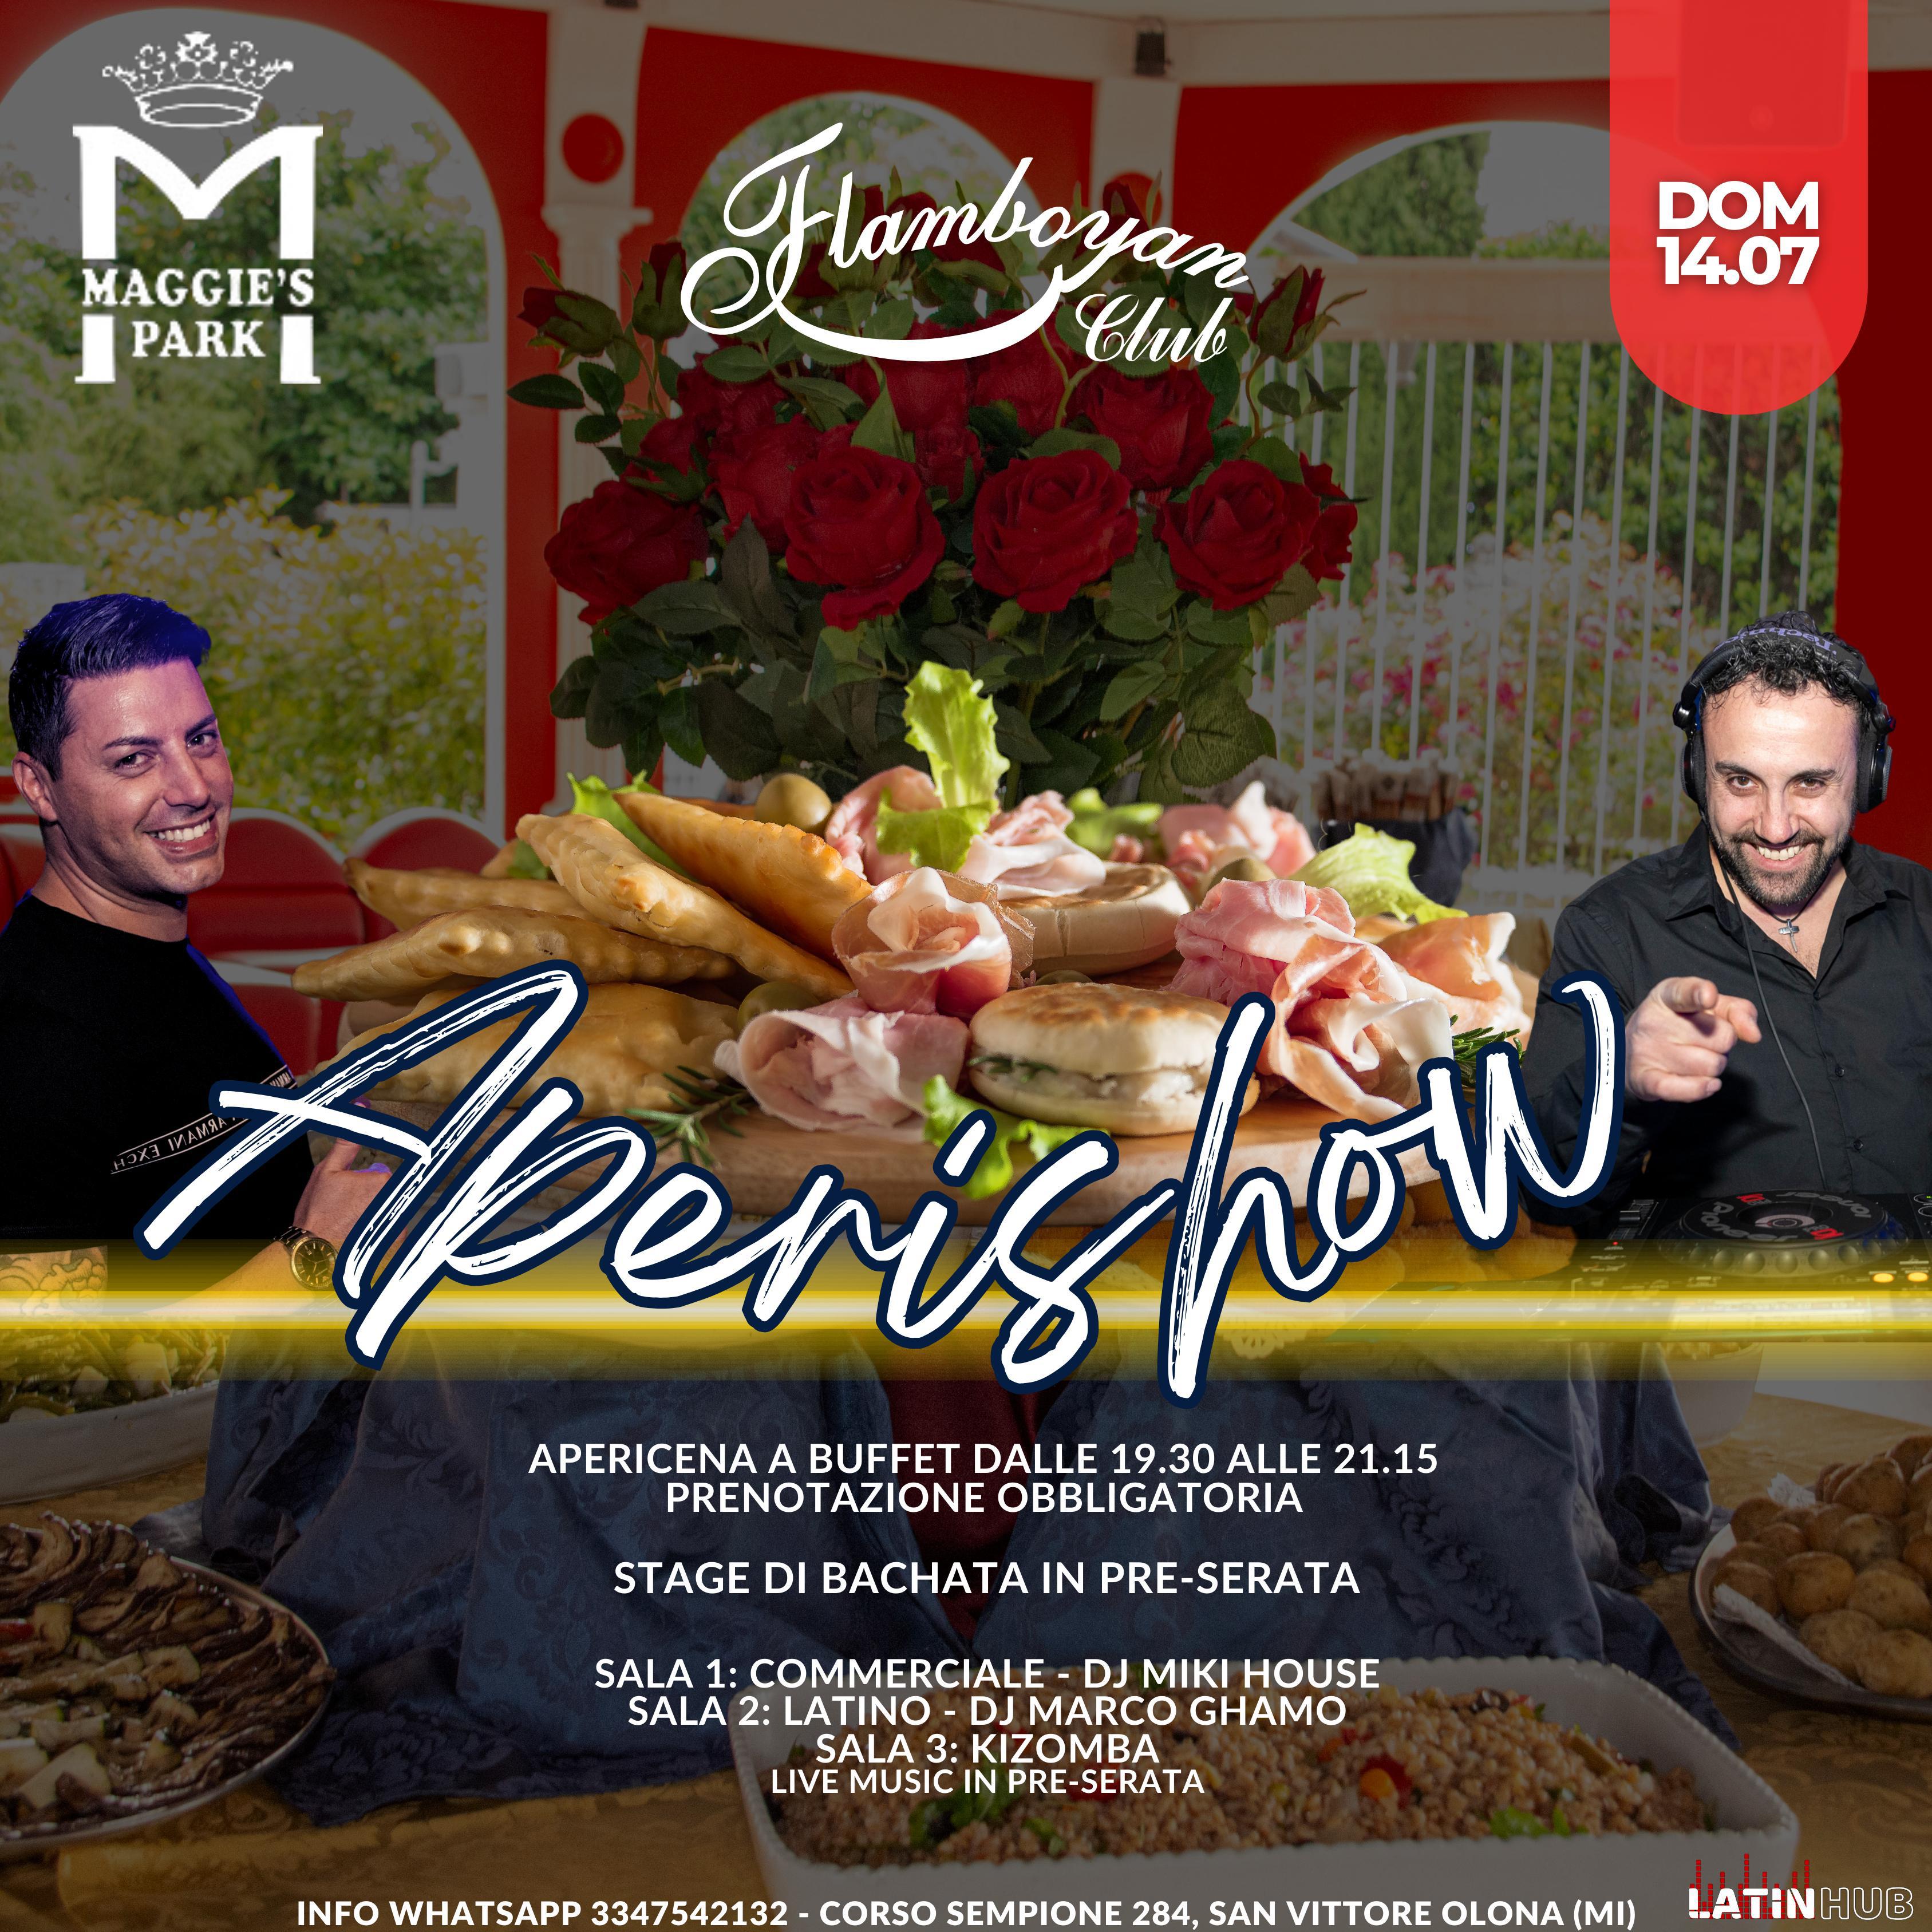 MAGGIE'S
PARK
Flamboyan
Club
DOM
14.07
Aperishow
APERICENA A BUFFET DALLE 19.30 ALLE 21.15
PRENOTAZIONE OBBLIGATORIA
STAGE DI BACHATA IN PRE-SERATA
SALA 1: COMMERCIALE - DJ MIKI HOUSE
SALA 2: LATINO - DJ MARCO GHAMO
SALA 3: KIZOMBA
LIVE MUSIC IN PRE-SERATA
INFO WHATSAPP 3347542132 - CORSO SEMPIONE 284, SAN VITTORE OLONA (MI)
LATINHUB